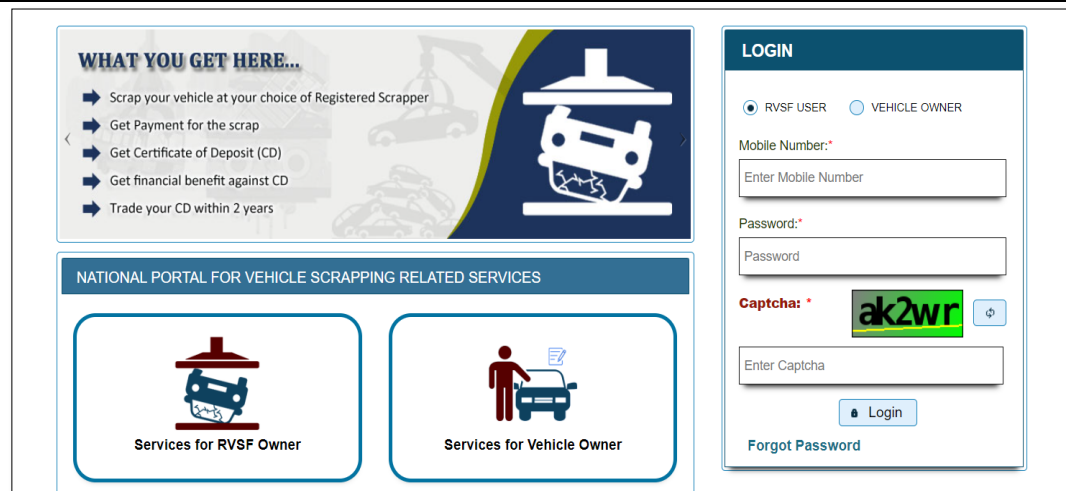 WHAT YOU GET HERE...
Scrap your vehicle at your choice of Registered Scrapper
Get Payment for the scrap
Get Certificate of Deposit (CD)
Get financial benefit against CD
Trade your CD within 2 years
NATIONAL PORTAL FOR VEHICLE SCRAPPING RELATED SERVICES
Services for RVSF Owner
Services for Vehicle Owner
LOGIN
RVSF USER
VEHICLE OWNER
Mobile Number:*
Enter Mobile Number
Password:*
Password
Captcha: *
ak2wr
Enter Captcha
Login
Forgot Password